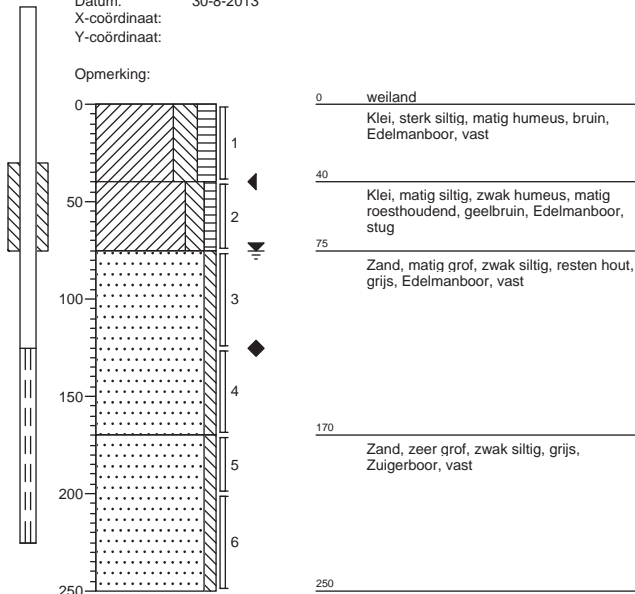 Datum: 30-8-2013
X-coördinaat:
Y-coördinaat:
Opmerking:
0
50
100
150
200
250
1
2
3
4
5
6
0 weiland
Klei, sterk siltig, matig humeus, bruin,
Edelmanboor, vast
40
Klei, matig siltig, zwak humeus, matig
roesthoudend, geelbruin, Edelmanboor,
stug
75
Zand, matig grof, zwak siltig, resten hout,
grijs, Edelmanboor, vast
170
Zand, zeer grof, zwak siltig, grijs,
Zuigerboor, vast
250